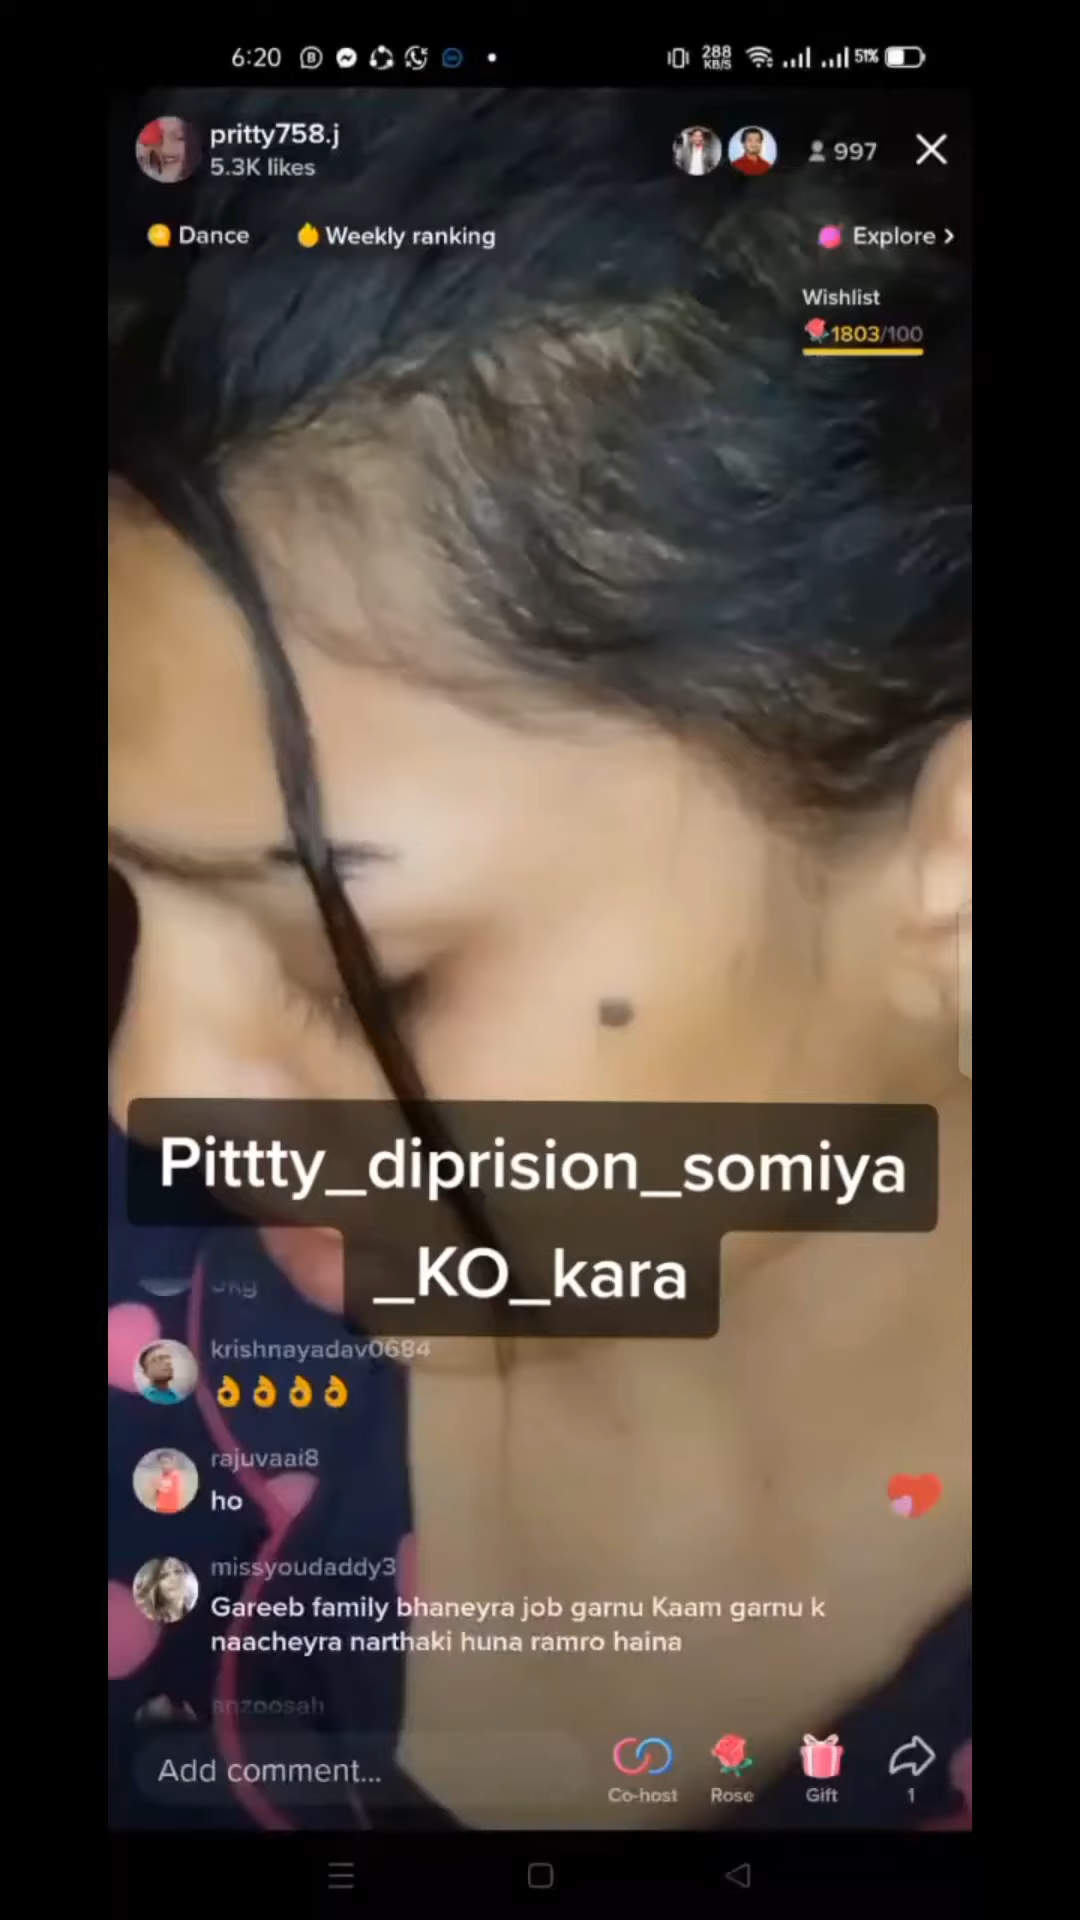 6:20
288 KB/S
51%
pritty758.j
5.3K likes
997
Dance
Weekly ranking
Explore >
Wishlist
1803/100
Pittty_diprision_somiya
_KO_kara
krishnayadav0684
👌👌👌👌
rajuvaai8
ho
missyoudaddy3
Gareeb family bhaneyra job garnu Kaam garnu k
naacheyra narthaki huna ramro haina
anzoosah
Add comment...
Co-host
Rose
Gift
1